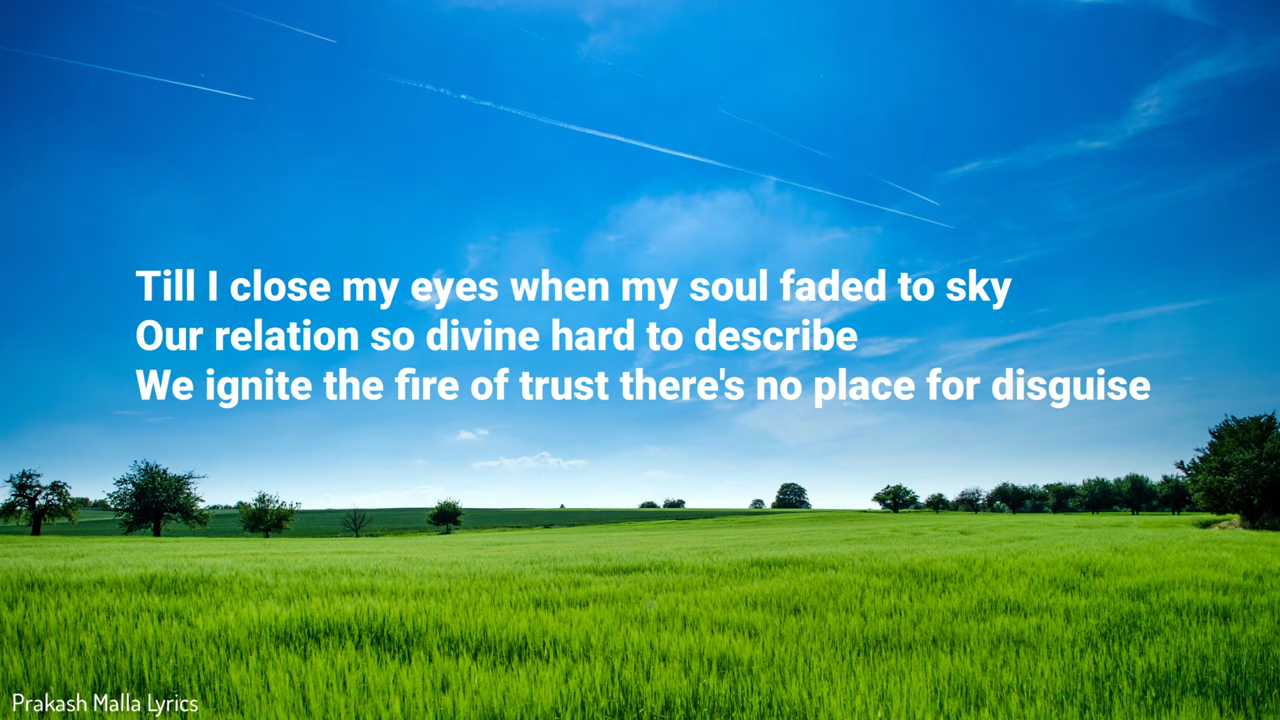 Till I close my eyes when my soul faded to sky
Our relation so divine hard to describe
We ignite the fire of trust there's no place for disguise
Prakash Malla Lyrics